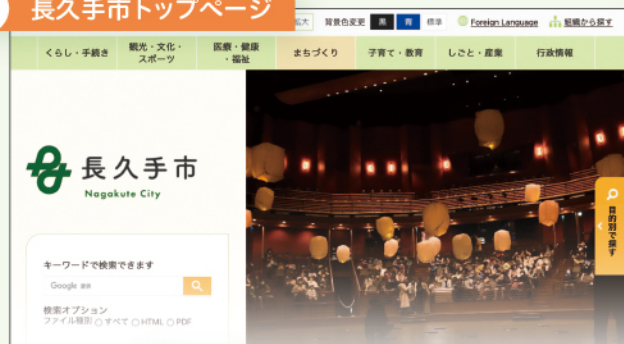 長久手市トップページ
拡大 背景色変更 黒 青 標準 Foreign Language 組織から探す
くらし・手続き 観光・文化・スポーツ 医療・健康・福祉 まちづくり 子育て・教育 しごと・産業 行政情報
長久手市
Nagakute City
目的別で探す
キーワードで検索できます
Google 検索
検索オプション
ファイル種別: すべて HTML PDF